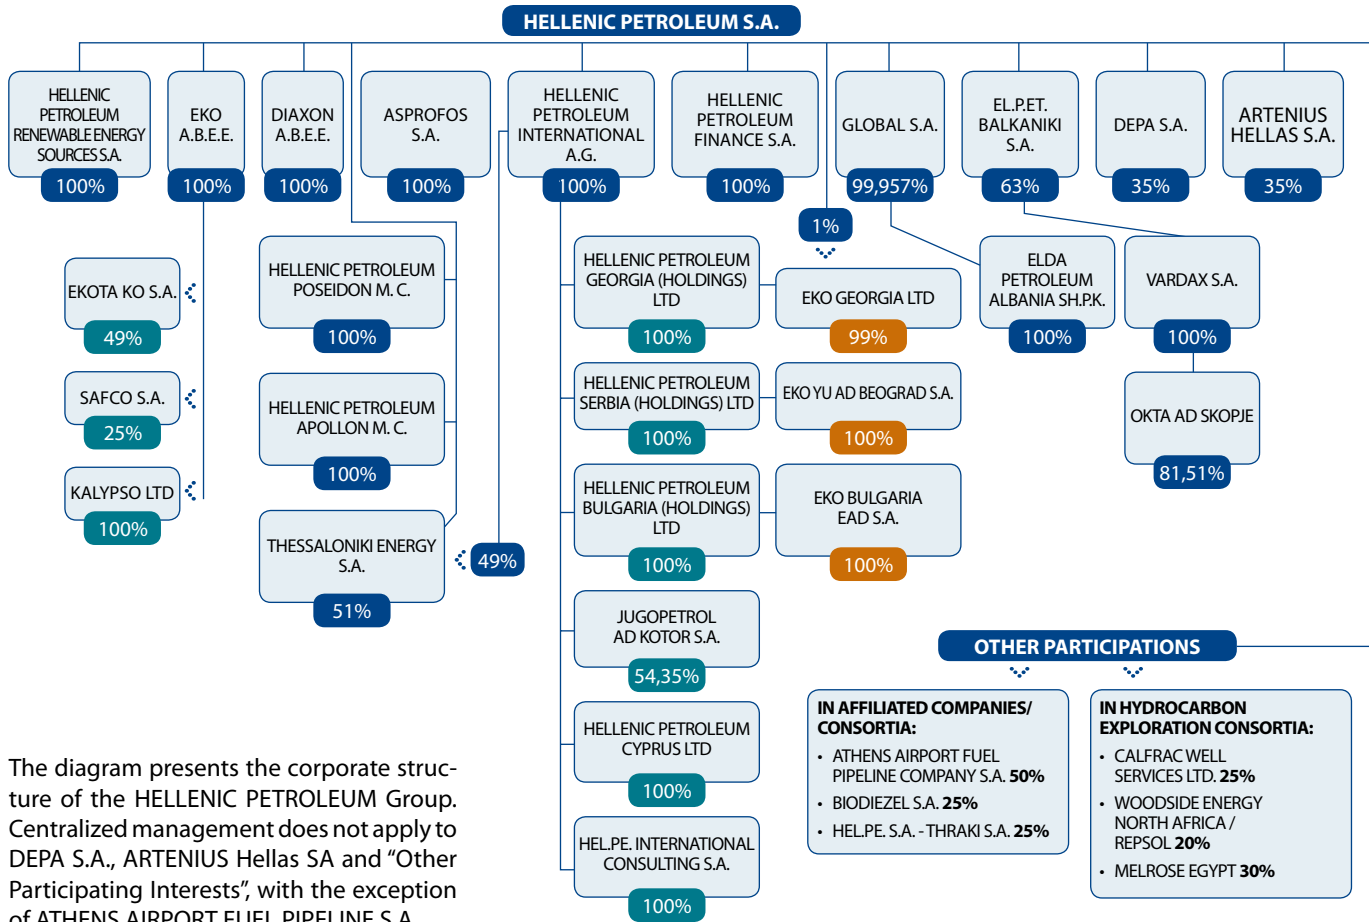 HELLENIC PETROLEUM S.A.
HELLENIC
PETROLEUM
RENEWABLE ENERGY
SOURCES S.A.
100%
EKO
A.B.E.E.
100%
DIAXON
A.B.E.E.
100%
ASPROFOS
S.A.
100%
HELLENIC
PETROLEUM
INTERNATIONAL
A.G.
100%
HELLENIC
PETROLEUM
FINANCE S.A.
100%
GLOBAL S.A.
99,957%
EL.P.ET.
BALKANIKI
S.A.
63%
DEPA S.A.
35%
ARTENIUS
HELLAS S.A.
35%
1%
EKOTA KO S.A.
49%
SAFCO S.A.
25%
KALYPSO LTD
100%
HELLENIC PETROLEUM
POSEIDON M. C.
100%
HELLENIC PETROLEUM
APOLLON M. C.
100%
THESSALONIKI ENERGY
S.A.
51%
49%
HELLENIC PETROLEUM
GEORGIA (HOLDINGS)
LTD
100%
EKO GEORGIA LTD
99%
HELLENIC PETROLEUM
SERBIA (HOLDINGS) LTD
100%
EKO YU AD BEOGRAD S.A.
100%
HELLENIC PETROLEUM
BULGARIA (HOLDINGS)
LTD
100%
EKO BULGARIA
EAD S.A.
100%
JUGOPETROL
AD KOTOR S.A.
54,35%
HELLENIC PETROLEUM
CYPRUS LTD
100%
HEL.PE. INTERNATIONAL
CONSULTING S.A.
100%
ELDA
PETROLEUM
ALBANIA SH.P.K.
100%
VARDAX S.A.
100%
OKTA AD SKOPJE
81,51%
OTHER PARTICIPATIONS
IN AFFILIATED COMPANIES/
CONSORTIA:
• ATHENS AIRPORT FUEL
PIPELINE COMPANY S.A. 50%
• BIODIEZEL S.A. 25%
• HEL.PE. S.A. - THRAKI S.A. 25%
IN HYDROCARBON
EXPLORATION CONSORTIA:
• CALFRAC WELL
SERVICES LTD. 25%
• WOODSIDE ENERGY
NORTH AFRICA /
REPSOL 20%
• MELROSE EGYPT 30%
The diagram presents the corporate struc-
ture of the HELLENIC PETROLEUM Group.
Centralized management does not apply to
DEPA S.A., ARTENIUS Hellas SA and “Other
Participating Interests”, with the exception
of ATHENS AIRPORT FUEL PIPELINE S.A.